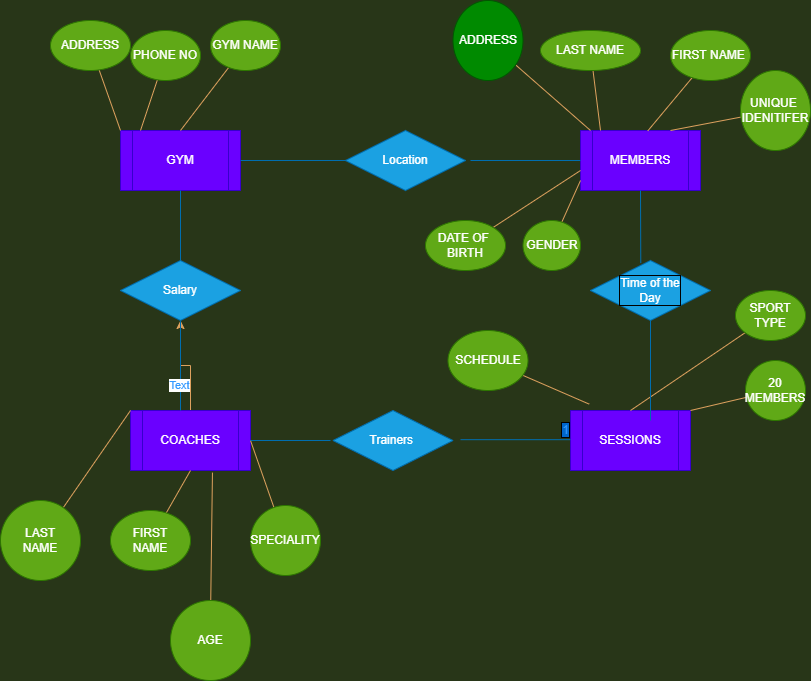 ADDRESS
PHONE NO
GYM NAME
ADDRESS
LAST NAME
FIRST NAME
UNIQUE
IDENITIFER
GYM
Location
MEMBERS
DATE OF
BIRTH
GENDER
Salary
Time of the
Day
SPORT
TYPE
SCHEDULE
20
MEMBERS
Text
COACHES
Trainers
1
SESSIONS
LAST
NAME
FIRST
NAME
SPECIALITY
AGE